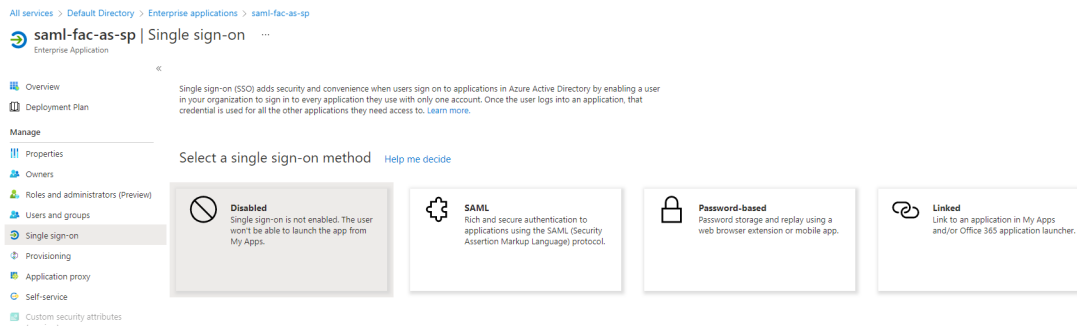 All services > Default Directory > Enterprise applications > saml-fac-as-sp
saml-fac-as-sp | Single sign-on ...
Enterprise Application
«
Overview
Deployment Plan
Manage
Properties
Owners
Roles and administrators (Preview)
Users and groups
Single sign-on
Provisioning
Application proxy
Self-service
Custom security attributes
Single sign-on (SSO) adds security and convenience when users sign on to applications in Azure Active Directory by enabling a user
in your organization to sign in to every application they use with only one account. Once the user logs into an application, that
credential is used for all the other applications they need access to. Learn more.
Select a single sign-on method Help me decide
Disabled
Single sign-on is not enabled. The user
won't be able to launch the app from
My Apps.
SAML
Rich and secure authentication to
applications using the SAML (Security
Assertion Markup Language) protocol.
Password-based
Password storage and replay using a
web browser extension or mobile app.
Linked
Link to an application in My Apps
and/or Office 365 application launcher.